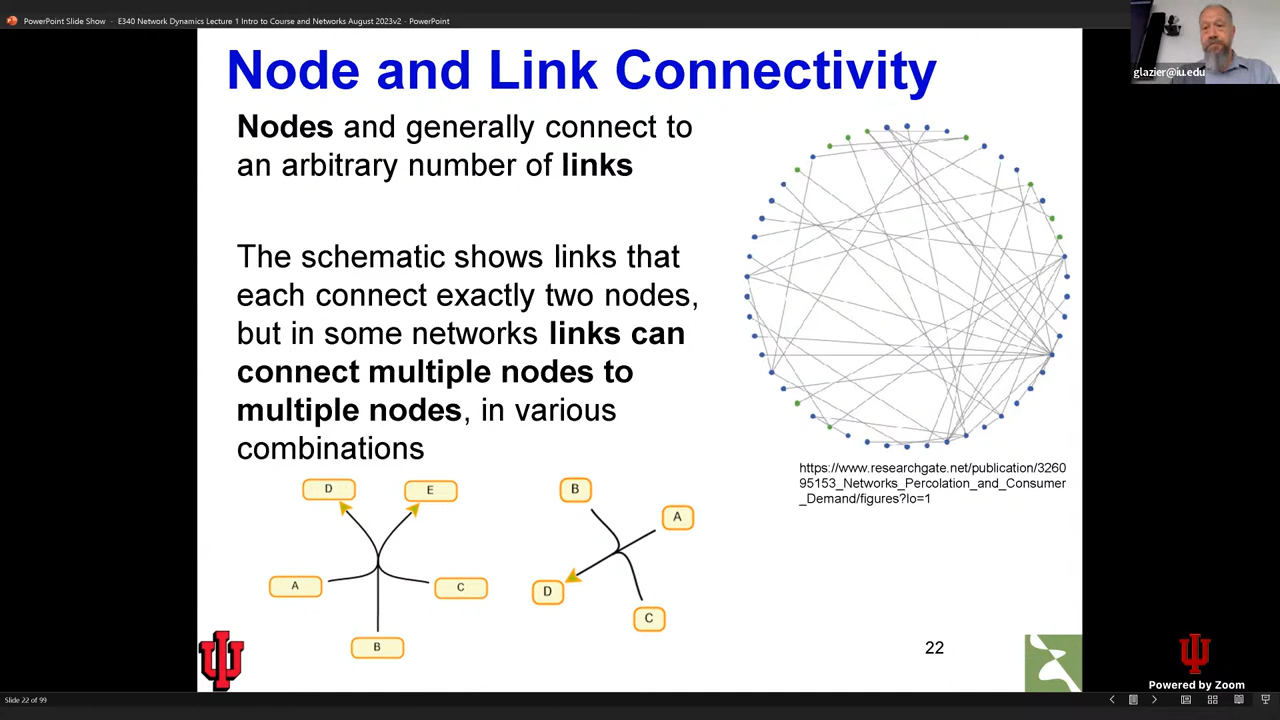 PowerPoint Slide Show - E340 Network Dynamics Lecture 1 Intro to Course and Networks August 2023v2 - PowerPoint
glazier@iu.edu
Node and Link Connectivity
Nodes and generally connect to
an arbitrary number of links
The schematic shows links that
each connect exactly two nodes,
but in some networks links can
connect multiple nodes to
multiple nodes, in various
combinations
https://www.researchgate.net/publication/3260
95153_Networks_Percolation_and_Consumer
_Demand/figures?lo=1
D
E
A
C
B
B
A
D
C
22
Powered by Zoom
Slide 22 of 99